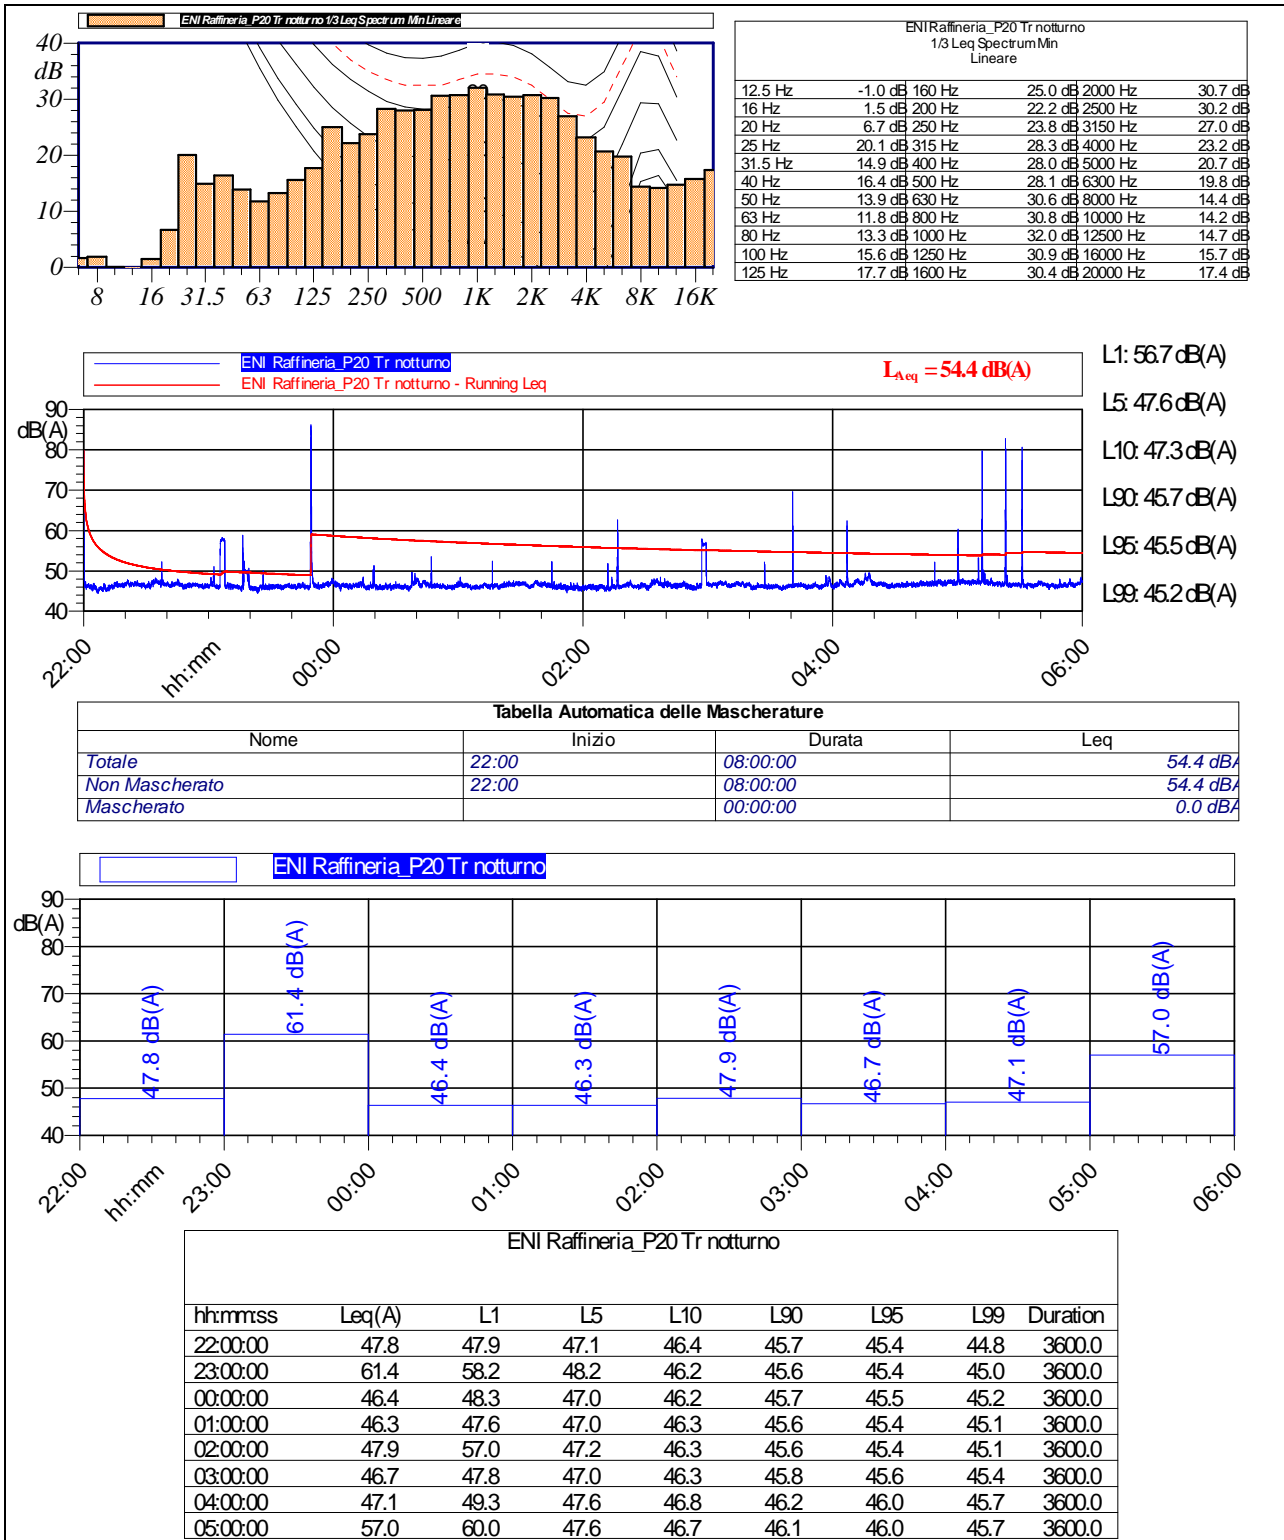 ENI Raffineria_P20 Tr notturno 1/3 Leq Spectrum Min Lineare
40
dB
30
20
10
0
8 16 31.5 63 125 250 500 1K 2K 4K 8K 16K
ENI Raffineria_P20 Tr notturno
1/3 Leq Spectrum Min
Lineare
12.5 Hz -1.0 dB 160 Hz 25.0 dB 2000 Hz 30.7 dB
16 Hz 1.5 dB 200 Hz 22.2 dB 2500 Hz 30.2 dB
20 Hz 6.7 dB 250 Hz 23.8 dB 3150 Hz 27.0 dB
25 Hz 20.1 dB 315 Hz 28.3 dB 4000 Hz 23.2 dB
31.5 Hz 14.9 dB 400 Hz 28.0 dB 5000 Hz 20.7 dB
40 Hz 16.4 dB 500 Hz 28.1 dB 6300 Hz 19.8 dB
50 Hz 13.9 dB 630 Hz 30.6 dB 8000 Hz 14.4 dB
63 Hz 11.8 dB 800 Hz 30.8 dB 10000 Hz 14.2 dB
80 Hz 13.3 dB 1000 Hz 32.0 dB 12500 Hz 14.7 dB
100 Hz 15.6 dB 1250 Hz 30.9 dB 16000 Hz 15.7 dB
125 Hz 17.7 dB 1600 Hz 30.4 dB 20000 Hz 17.4 dB
ENI Raffineria_P20 Tr notturno
ENI Raffineria_P20 Tr notturno - Running Leq
LAeq = 54.4 dB(A)
L1: 56.7 dB(A)
L5: 47.6 dB(A)
L10: 47.3 dB(A)
L90: 45.7 dB(A)
L95: 45.5 dB(A)
L99: 45.2 dB(A)
90
dB(A)
80
70
60
50
40
22:00 hh:mm 00:00 02:00 04:00 06:00
Tabella Automatica delle Mascherature
Nome Inizio Durata Leq
Totale 22:00 08:00:00 54.4 dBA
Non Mascherato 22:00 08:00:00 54.4 dBA
Mascherato 00:00:00 0.0 dBA
ENI Raffineria_P20 Tr notturno
90
dB(A)
80
70
60
50
40
47.8 dB(A) 61.4 dB(A) 46.4 dB(A) 46.3 dB(A) 47.9 dB(A) 46.7 dB(A) 47.1 dB(A) 57.0 dB(A)
22:00 hh:mm 23:00 00:00 01:00 02:00 03:00 04:00 05:00 06:00
ENI Raffineria_P20 Tr notturno
hh:mm:ss Leq(A) L1 L5 L10 L90 L95 L99 Duration
22:00:00 47.8 47.9 47.1 46.4 45.7 45.4 44.8 3600.0
23:00:00 61.4 58.2 48.2 46.2 45.6 45.4 45.0 3600.0
00:00:00 46.4 48.3 47.0 46.2 45.7 45.5 45.2 3600.0
01:00:00 46.3 47.6 47.0 46.3 45.6 45.4 45.1 3600.0
02:00:00 47.9 57.0 47.2 46.3 45.6 45.4 45.1 3600.0
03:00:00 46.7 47.8 47.0 46.3 45.8 45.6 45.4 3600.0
04:00:00 47.1 49.3 47.6 46.8 46.2 46.0 45.7 3600.0
05:00:00 57.0 60.0 47.6 46.7 46.1 46.0 45.7 3600.0